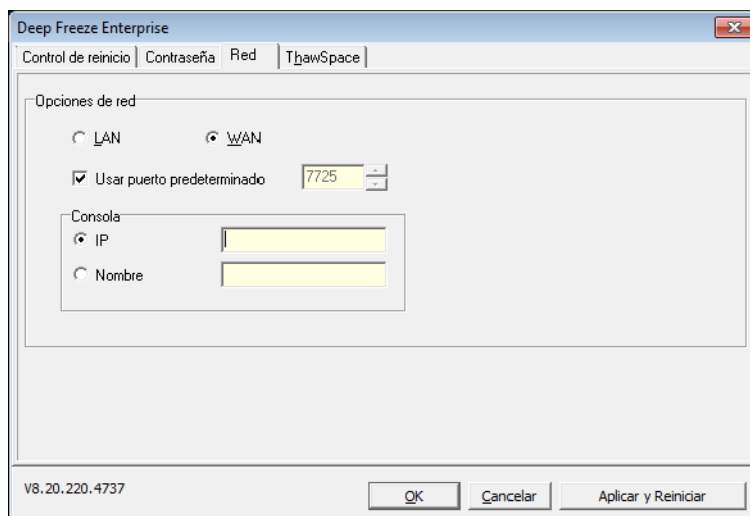 Deep Freeze Enterprise
Control de reinicio Contraseña Red ThawSpace
Opciones de red
LAN WAN
Usar puerto predeterminado 7725
Consola
IP
Nombre
V8.20.220.4737 OK Cancelar Aplicar y Reiniciar